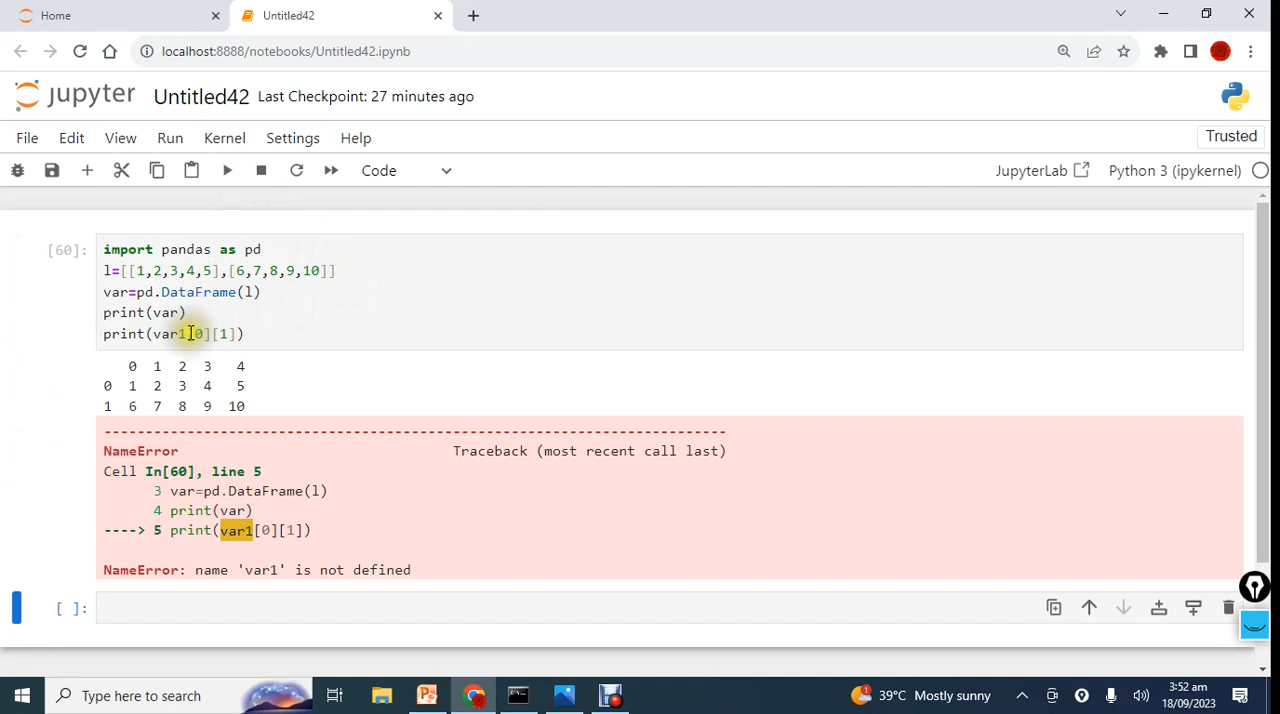 Home
Untitled42
localhost:8888/notebooks/Untitled42.ipynb
jupyter Untitled42 Last Checkpoint: 27 minutes ago
File Edit View Run Kernel Settings Help
Trusted
Code
JupyterLab
Python 3 (ipykernel)
[60]:
import pandas as pd
l=[[1,2,3,4,5],[6,7,8,9,10]]
var=pd.DataFrame(l)
print(var)
print(var1[0][1])
0 1 2 3 4
0 1 2 3 4 5
1 6 7 8 9 10
---------------------------------------------------------------------------
NameError Traceback (most recent call last)
Cell In[60], line 5
3 var=pd.DataFrame(l)
4 print(var)
----> 5 print(var1[0][1])
NameError: name 'var1' is not defined
[ ]:
Type here to search
39°C Mostly sunny
3:52 am
18/09/2023